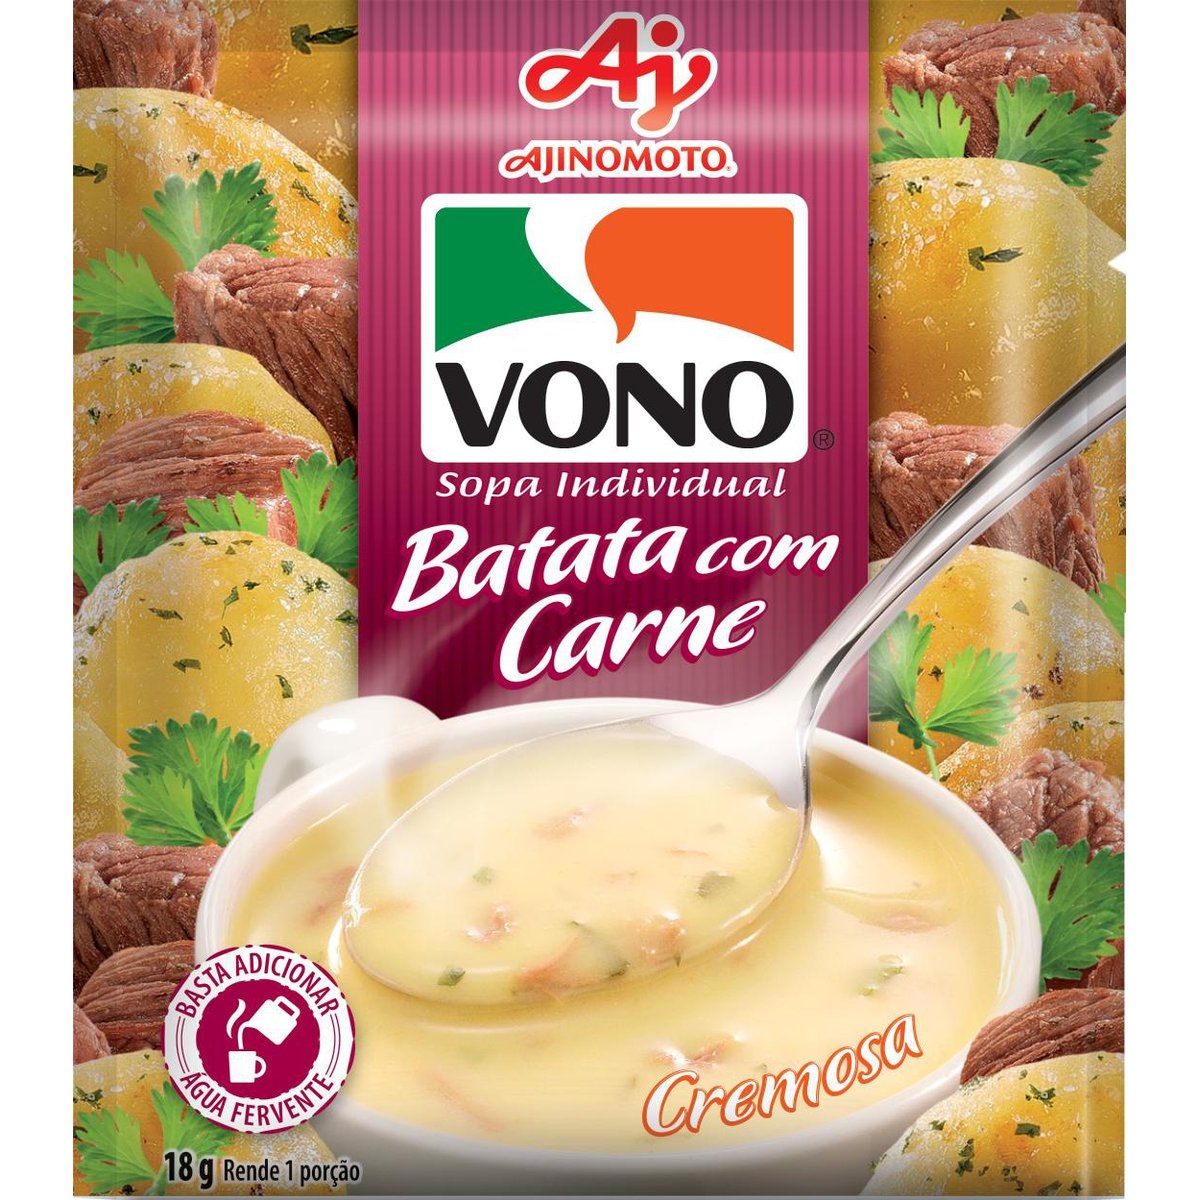 Aj
AJINOMOTO
VONO®
Sopa Individual
Batata com
Carne
BASTA ADICIONAR
ÁGUA FERVENTE
Cremosa
18 g Rende 1 porção